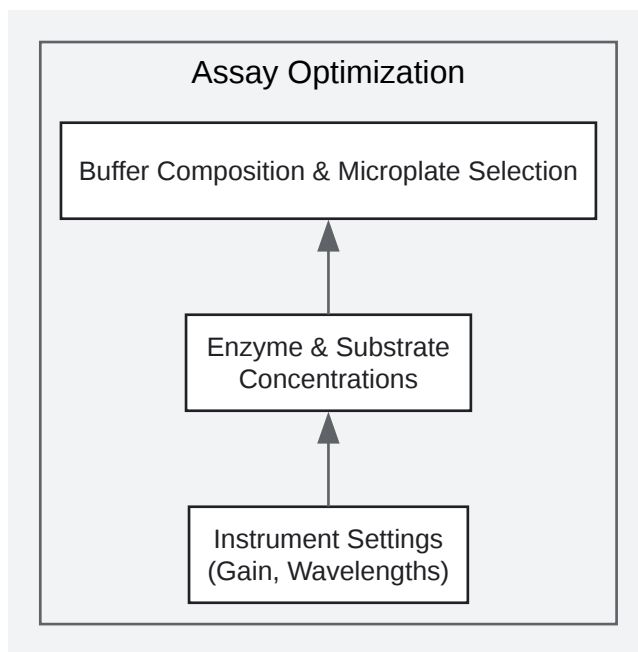 Assay Optimization
Buffer Composition & Microplate Selection
Enzyme & Substrate
Concentrations
Instrument Settings
(Gain, Wavelengths)